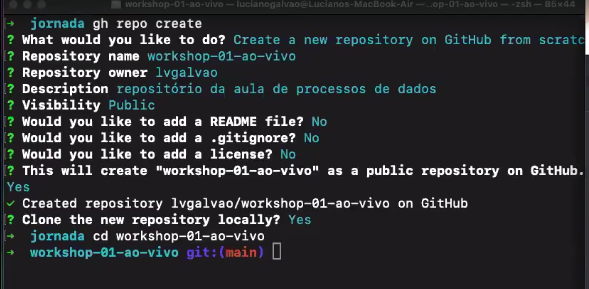 workshop-01-ao-vivo — lucianogalvao@Lucianos-MacBook-Air — ..op-01-ao-vivo — -zsh — 85x44
→ jornada gh repo create
? What would you like to do? Create a new repository on GitHub from scratc
? Repository name workshop-01-ao-vivo
? Repository owner lvgalvao
? Description repositório da aula de processos de dados
? Visibility Public
? Would you like to add a README file? No
? Would you like to add a .gitignore? No
? Would you like to add a license? No
? This will create "workshop-01-ao-vivo" as a public repository on GitHub.
Yes
✓ Created repository lvgalvao/workshop-01-ao-vivo on GitHub
? Clone the new repository locally? Yes
→ jornada cd workshop-01-ao-vivo
→ workshop-01-ao-vivo git:(main)